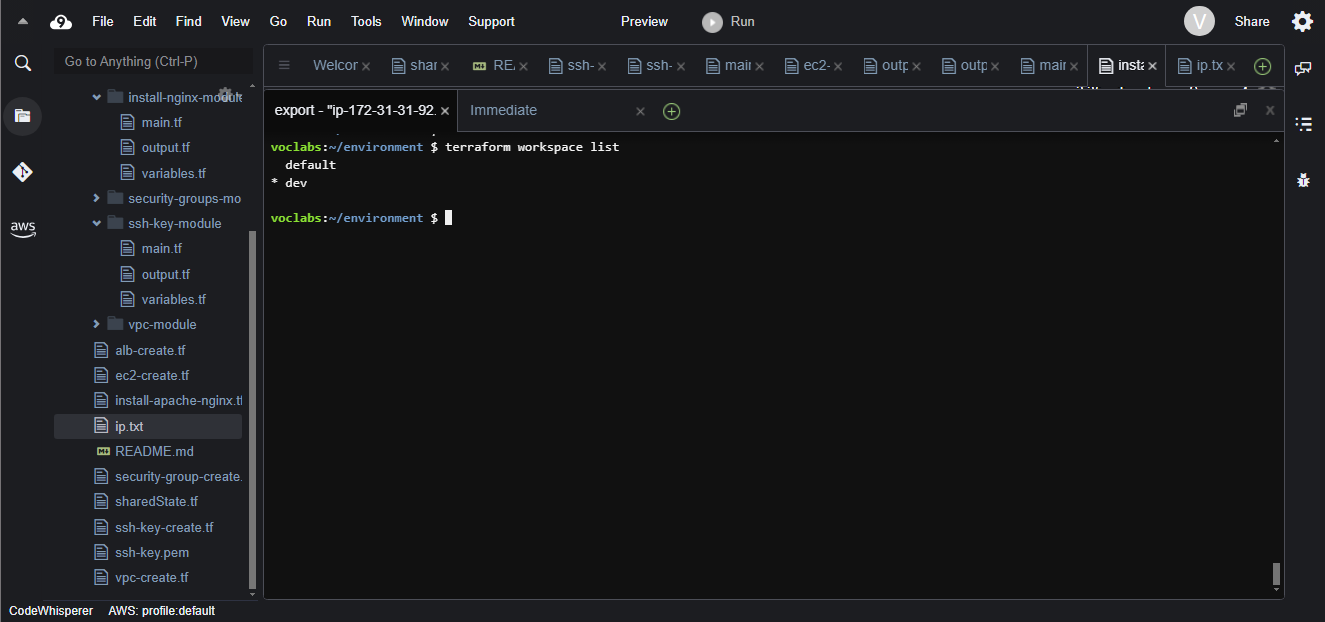 File Edit Find View Go Run Tools Window Support Preview Run V Share
Go to Anything (Ctrl-P)
Welcor shar RE. ssh- ssh- mair ec2- outp outp mair insta ip.tx
export - "ip-172-31-31-92. Immediate
install-nginx-module
main.tf
output.tf
variables.tf
security-groups-mo
ssh-key-module
main.tf
output.tf
variables.tf
vpc-module
alb-create.tf
ec2-create.tf
install-apache-nginx.tf
ip.txt
README.md
security-group-create.
sharedState.tf
ssh-key-create.tf
ssh-key.pem
vpc-create.tf
aws
voclabs:~/environment $ terraform workspace list
default
* dev
voclabs:~/environment $
CodeWhisperer AWS: profile:default